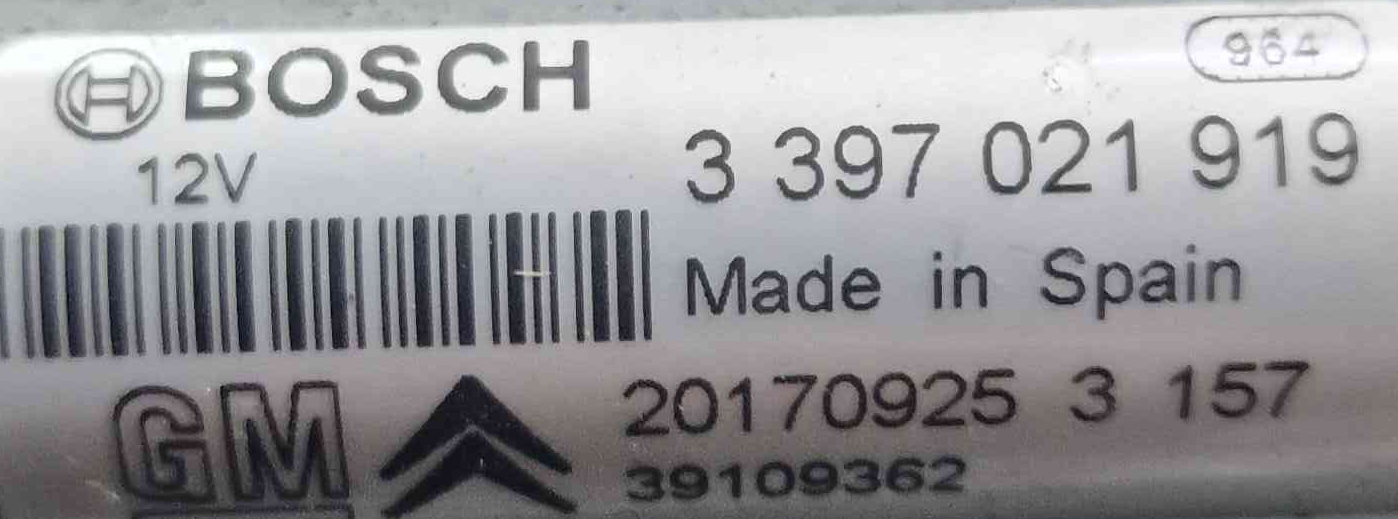 BOSCH
964
12V
3 397 021 919
Made in Spain
GM
20170925 3 157
39109362